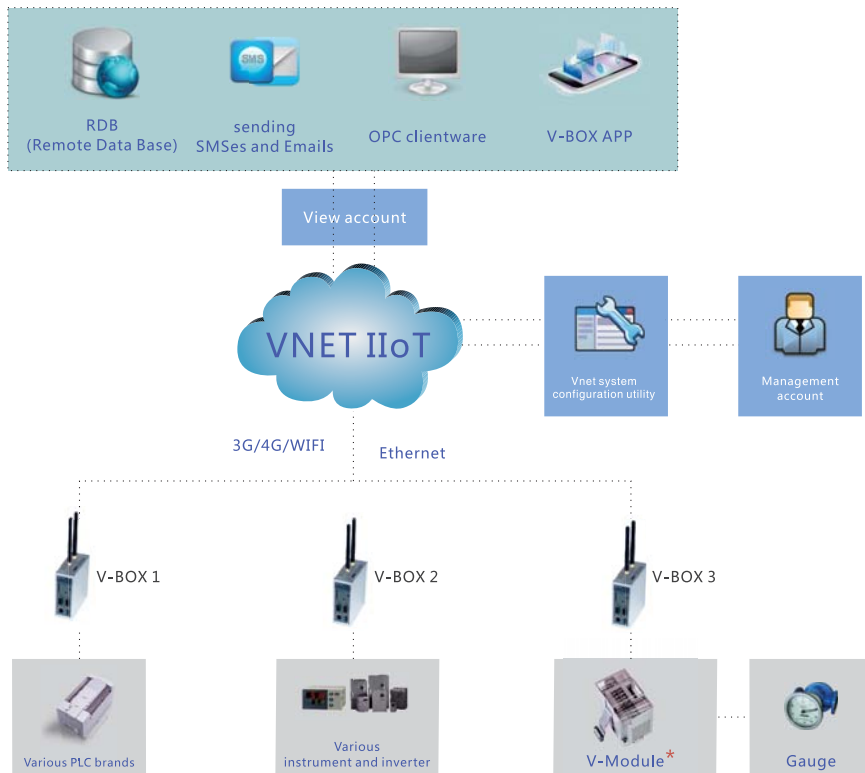 SMS
RDB
(Remote Data Base)
sending
SMSes and Emails
OPC clientware
V-BOX APP
View account
VNET IIoT
Vnet system
configuration utility
Management
account
3G/4G/WIFI
Ethernet
V-BOX 1
V-BOX 2
V-BOX 3
Various PLC brands
Various
instrument and inverter
V-Module*
Gauge